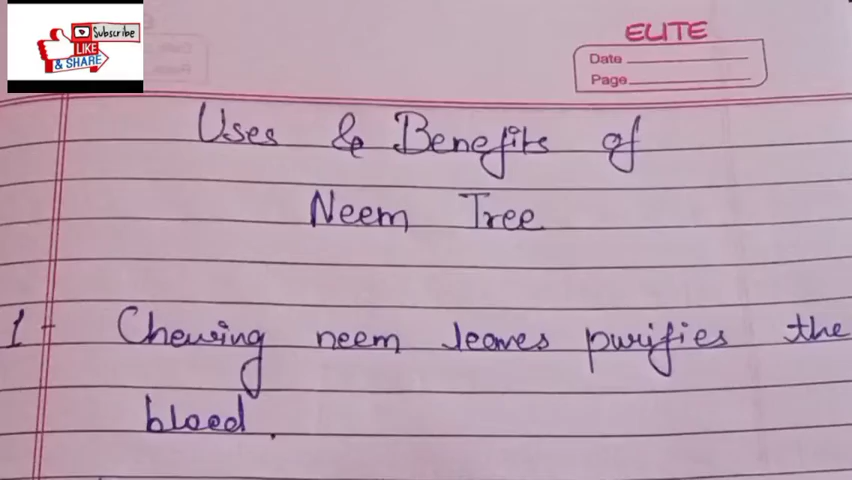 Subscribe
LIKE
& SHARE
ELITE
Date
Page
Uses & Benefits of
Neem Tree
1- Chewing neem leaves purifies the
blood.